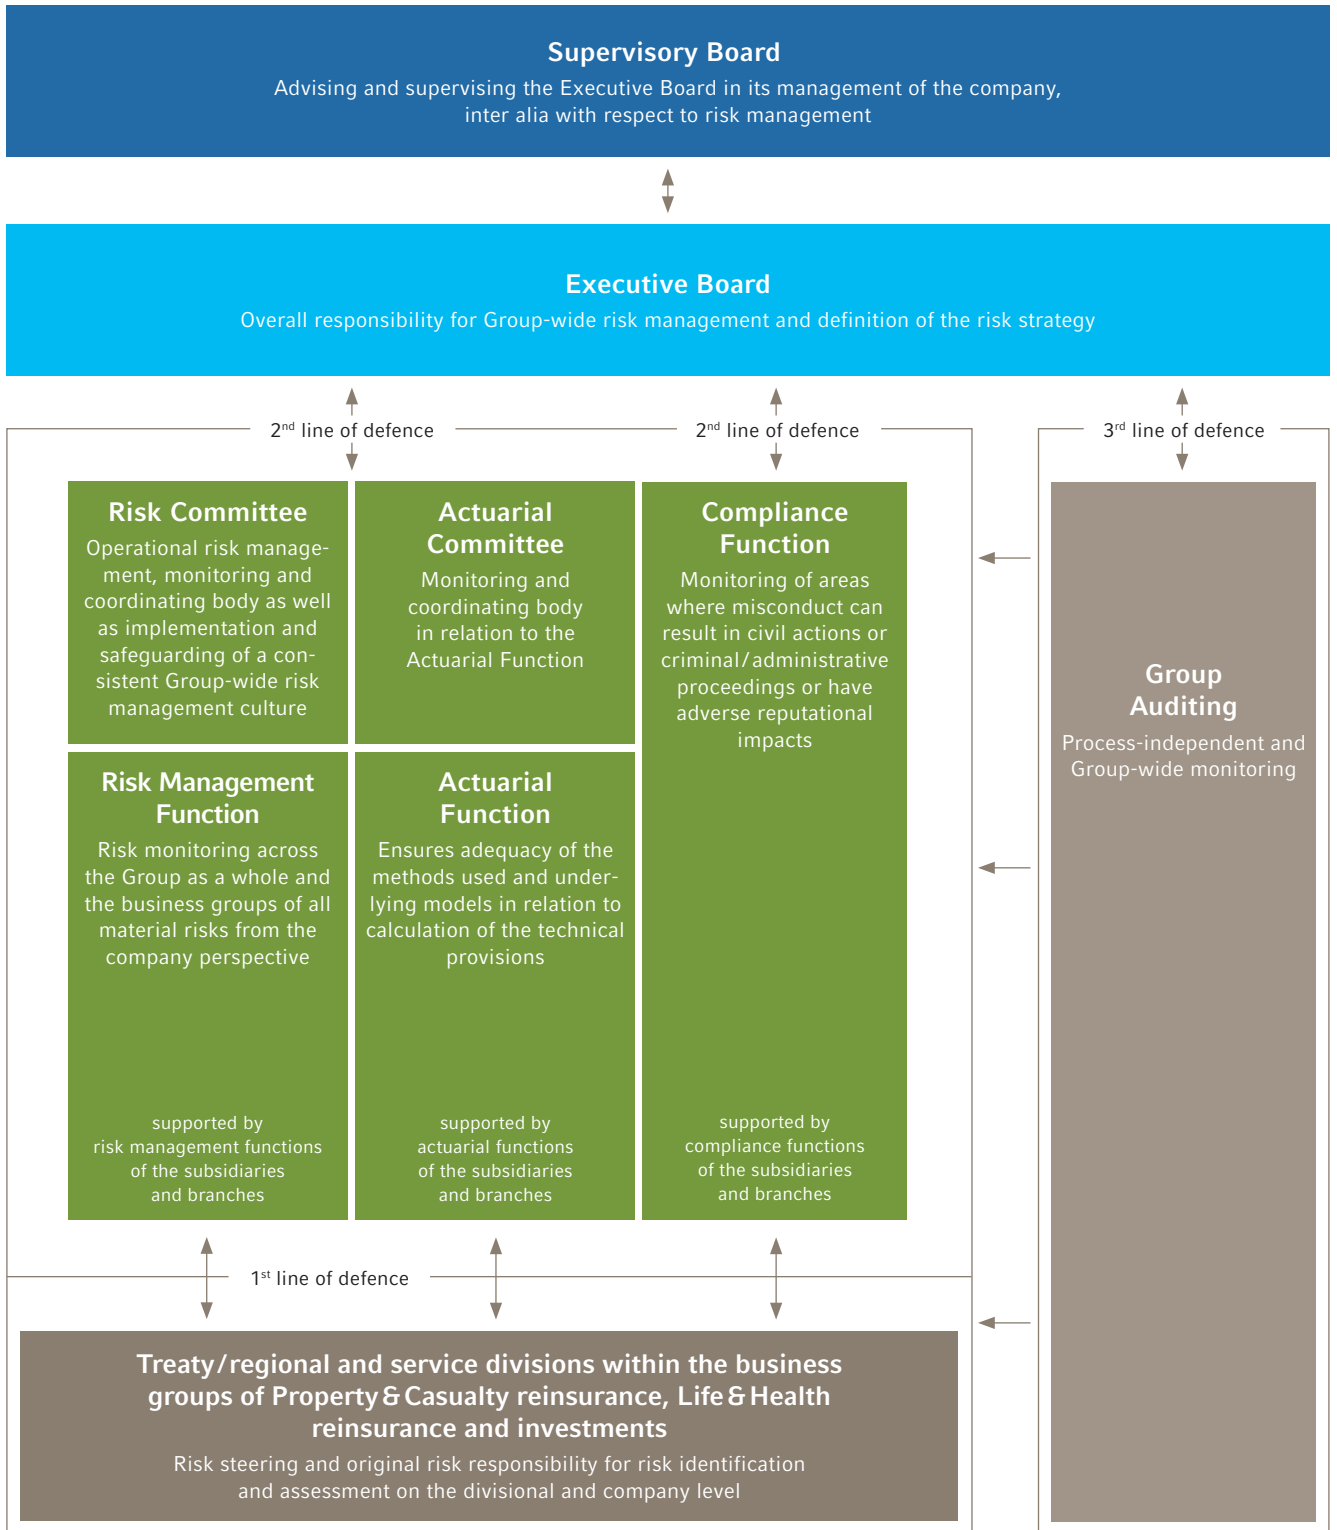 Supervisory Board
Advising and supervising the Executive Board in its management of the company,
inter alia with respect to risk management
Executive Board
Overall responsibility for Group-wide risk management and definition of the risk strategy
2nd line of defence
2nd line of defence
3rd line of defence
Risk Committee
Operational risk manage-
ment, monitoring and
coordinating body as well
as implementation and
safeguarding of a con-
sistent Group-wide risk
management culture
Actuarial
Committee
Monitoring and
coordinating body
in relation to the
Actuarial Function
Compliance
Function
Monitoring of areas
where misconduct can
result in civil actions or
criminal/administrative
proceedings or have
adverse reputational
impacts
Group
Auditing
Process-independent and
Group-wide monitoring
Risk Management
Function
Risk monitoring across
the Group as a whole and
the business groups of all
material risks from the
company perspective
Actuarial
Function
Ensures adequacy of the
methods used and under-
lying models in relation to
calculation of the technical
provisions
supported by
risk management functions
of the subsidiaries
and branches
supported by
actuarial functions
of the subsidiaries
and branches
supported by
compliance functions
of the subsidiaries
and branches
1st line of defence
Treaty/regional and service divisions within the business
groups of Property & Casualty reinsurance, Life & Health
reinsurance and investments
Risk steering and original risk responsibility for risk identification
and assessment on the divisional and company level